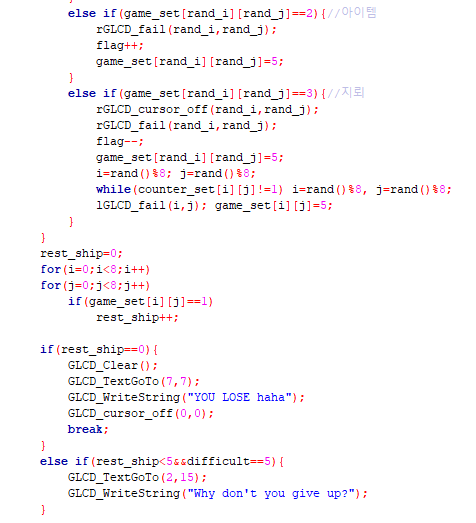 }
else if(game_set[rand_i][rand_j]==2){//아이템
rGLCD_fail(rand_i,rand_j);
flag++;
game_set[rand_i][rand_j]=5;
}
else if(game_set[rand_i][rand_j]==3){//지뢰
rGLCD_cursor_off(rand_i,rand_j);
rGLCD_fail(rand_i,rand_j);
flag--;
game_set[rand_i][rand_j]=5;
i=rand()%8; j=rand()%8;
while(counter_set[i][j]!=1) i=rand()%8, j=rand()%8;
lGLCD_fail(i,j); game_set[i][j]=5;
}
}
rest_ship=0;
for(i=0;i<8;i++)
for(j=0;j<8;j++)
if(game_set[i][j]==1)
rest_ship++;
if(rest_ship==0){
GLCD_Clear();
GLCD_TextGoTo(7,7);
GLCD_WriteString("YOU LOSE haha");
GLCD_cursor_off(0,0);
break;
}
else if(rest_ship<5&&difficult==5){
GLCD_TextGoTo(2,15);
GLCD_WriteString("Why don't you give up?");
}